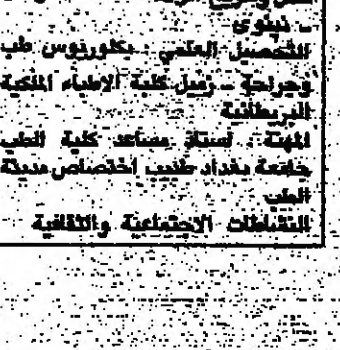 ـ نينوى
التحصيل العلمي : بكلوريوس طب
وجراحة ـ زميل كلية الاطباء الملكية
البريطانية
المهنة : استاذ مساعد كلية الطب
جامعة بغداد طبيب اختصاص مدينة
الطب
النشاطات الاجتماعية والثقافية